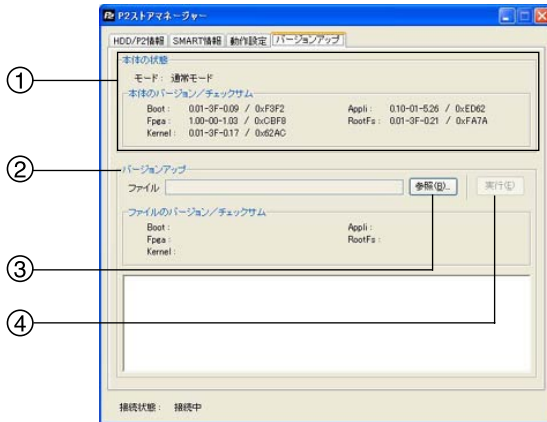 P2ストアマネージャー
HDD/P2情報 SMART情報 動作設定 バージョンアップ
① 本体の状態
モード： 通常モード
本体のバージョン／チェックサム
Boot： 0.01-3F-0.09 / 0xF3F2 Appli： 0.10-01-5.26 / 0xED62
Fpga： 1.00-00-1.03 / 0xCBFB RootFs： 0.01-3F-0.21 / 0xFA7A
Kernel： 0.01-3F-0.17 / 0x62AC
② バージョンアップ
ファイル 参照(B)... 実行(E)
ファイルのバージョン／チェックサム
Boot： Appli：
Fpga： RootFs：
Kernel：
③
④
接続状態： 接続中